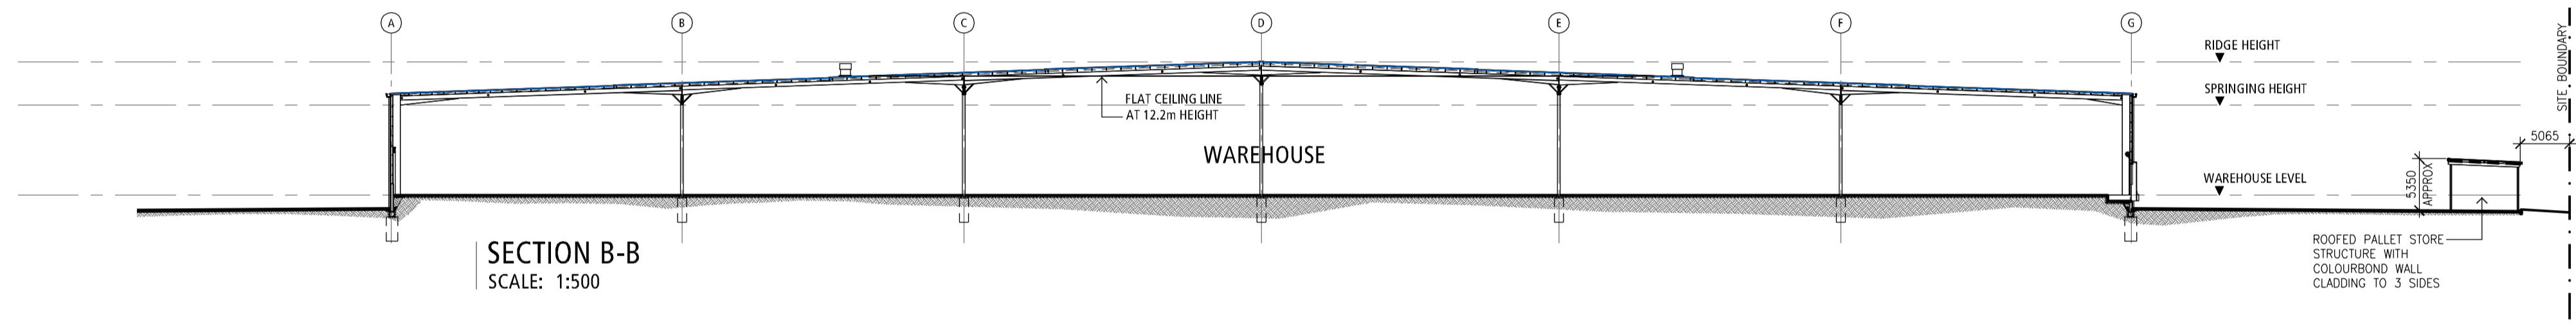 A
B
C
D
E
F
G
SITE BOUNDARY
RIDGE HEIGHT
SPRINGING HEIGHT
FLAT CEILING LINE
AT 12.2m HEIGHT
5065
WAREHOUSE
WAREHOUSE LEVEL
5350
APPROX
ROOFED PALLET STORE
STRUCTURE WITH
COLOURBOND WALL
CLADDING TO 3 SIDES
SECTION B-B
SCALE: 1:500